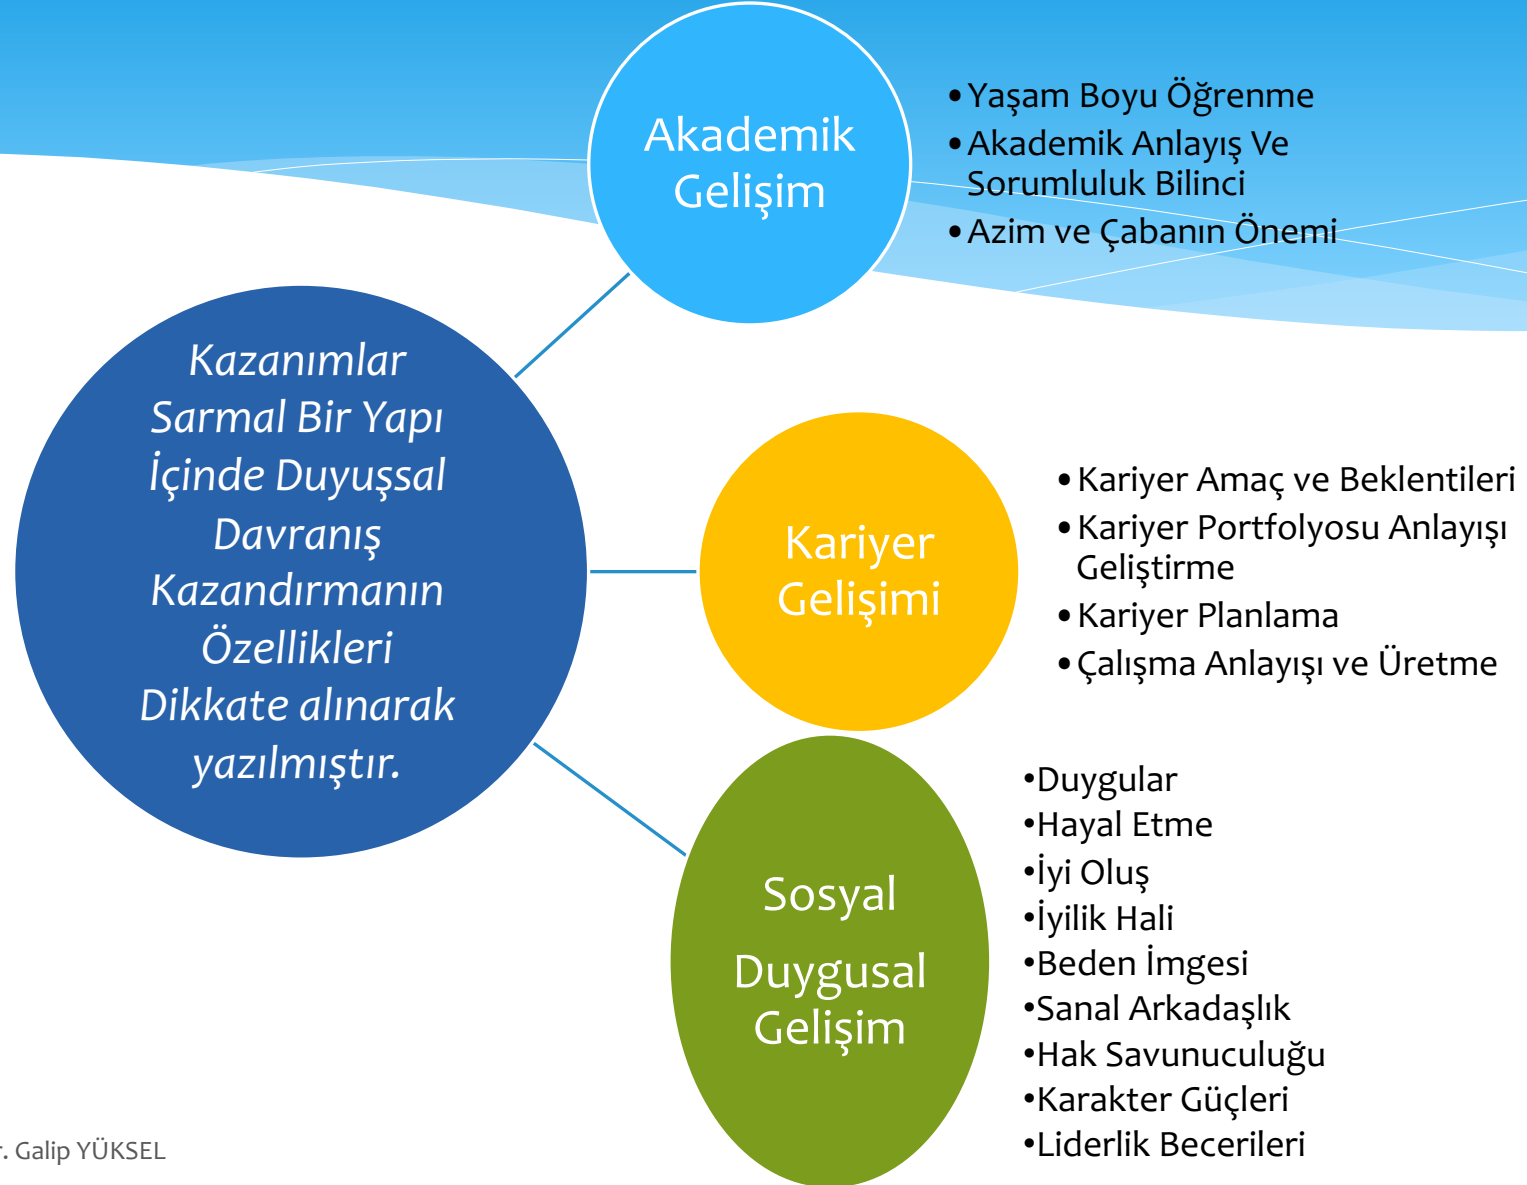 Akademik
Gelişim
•Yaşam Boyu Öğrenme
•Akademik Anlayış Ve
Sorumluluk Bilinci
•Azim ve Çabanın Önemi
Kazanımlar
Sarmal Bir Yapı
İçinde Duyuşsal
Davranış
Kazandırmanın
Özellikleri
Dikkate alınarak
yazılmıştır.
Kariyer
Gelişimi
•Kariyer Amaç ve Beklentileri
•Kariyer Portfolyosu Anlayışı
Geliştirme
•Kariyer Planlama
•Çalışma Anlayışı ve Üretme
Sosyal
Duygusal
Gelişim
•Duygular
•Hayal Etme
•İyi Oluş
•İyilik Hali
•Beden İmgesi
•Sanal Arkadaşlık
•Hak Savunuculuğu
•Karakter Güçleri
•Liderlik Becerileri
r. Galip YÜKSEL